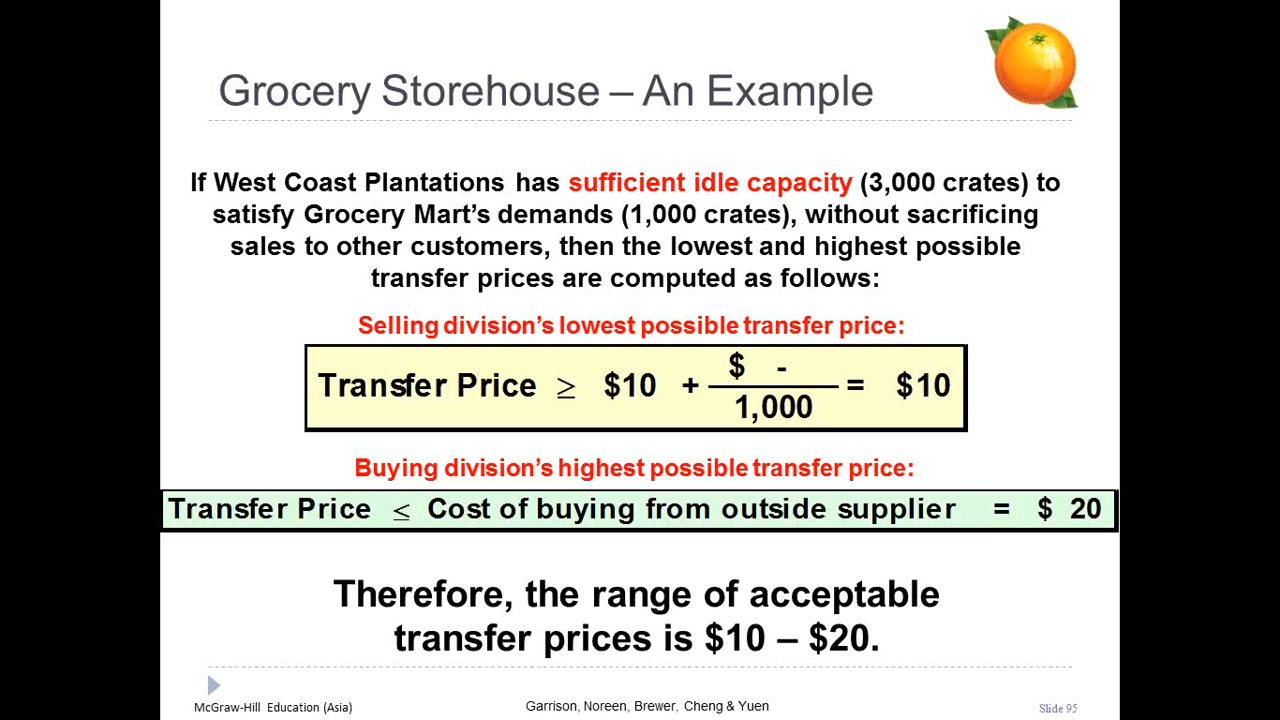 Grocery Storehouse – An Example
If West Coast Plantations has sufficient idle capacity (3,000 crates) to
satisfy Grocery Mart’s demands (1,000 crates), without sacrificing
sales to other customers, then the lowest and highest possible
transfer prices are computed as follows:
Selling division’s lowest possible transfer price:
Transfer Price ≥ $10 + $ - / 1,000 = $10
Buying division’s highest possible transfer price:
Transfer Price ≤ Cost of buying from outside supplier = $ 20
Therefore, the range of acceptable
transfer prices is $10 – $20.
McGraw-Hill Education (Asia)
Garrison, Noreen, Brewer, Cheng & Yuen
Slide 95